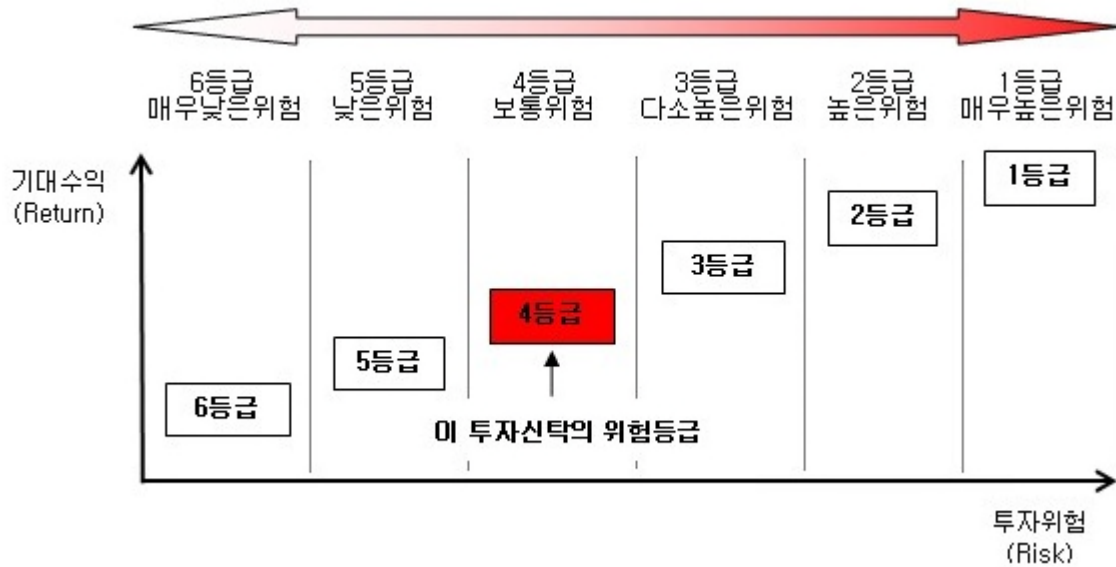 6등급 5등급 4등급 3등급 2등급 1등급
매우낮은위험 낮은위험 보통위험 다소높은위험 높은위험 매우높은위험
기대수익
(Return)
1등급
2등급
3등급
4등급
5등급
6등급
이 투자신탁의 위험등급
투자위험
(Risk)